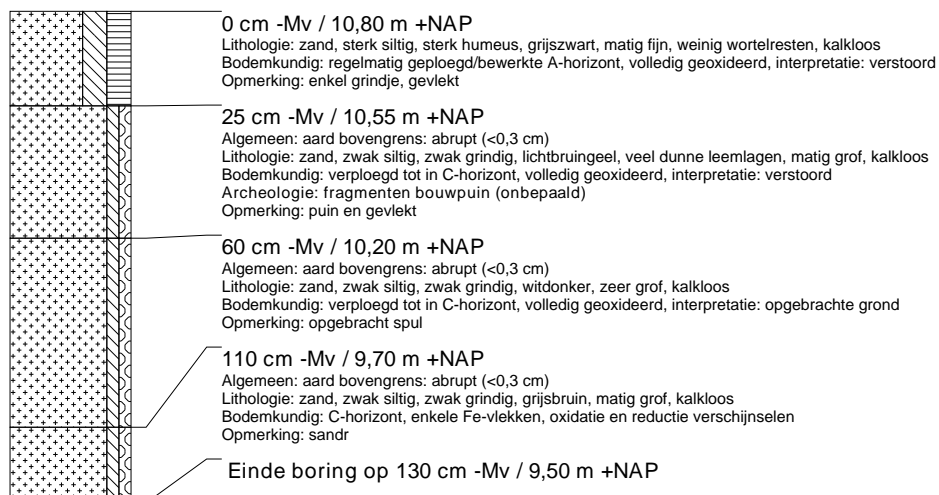 0 cm -Mv / 10,80 m +NAP
Lithologie: zand, sterk siltig, sterk humeus, grijszwart, matig fijn, weinig wortelresten, kalkloos
Bodemkundig: regelmatig geploegd/bewerkte A-horizont, volledig geoxideerd, interpretatie: verstoord
Opmerking: enkel grindje, gevlekt
25 cm -Mv / 10,55 m +NAP
Algemeen: aard bovengrens: abrupt (<0,3 cm)
Lithologie: zand, zwak siltig, zwak grindig, lichtbruingeel, veel dunne leemlagen, matig grof, kalkloos
Bodemkundig: verploegd tot in C-horizont, volledig geoxideerd, interpretatie: verstoord
Archeologie: fragmenten bouwpuin (onbepaald)
Opmerking: puin en gevlekt
60 cm -Mv / 10,20 m +NAP
Algemeen: aard bovengrens: abrupt (<0,3 cm)
Lithologie: zand, zwak siltig, zwak grindig, witdonker, zeer grof, kalkloos
Bodemkundig: verploegd tot in C-horizont, volledig geoxideerd, interpretatie: opgebrachte grond
Opmerking: opgebracht spul
110 cm -Mv / 9,70 m +NAP
Algemeen: aard bovengrens: abrupt (<0,3 cm)
Lithologie: zand, zwak siltig, zwak grindig, grijsbruin, matig grof, kalkloos
Bodemkundig: C-horizont, enkele Fe-vlekken, oxidatie en reductie verschijnselen
Opmerking: sandr
Einde boring op 130 cm -Mv / 9,50 m +NAP